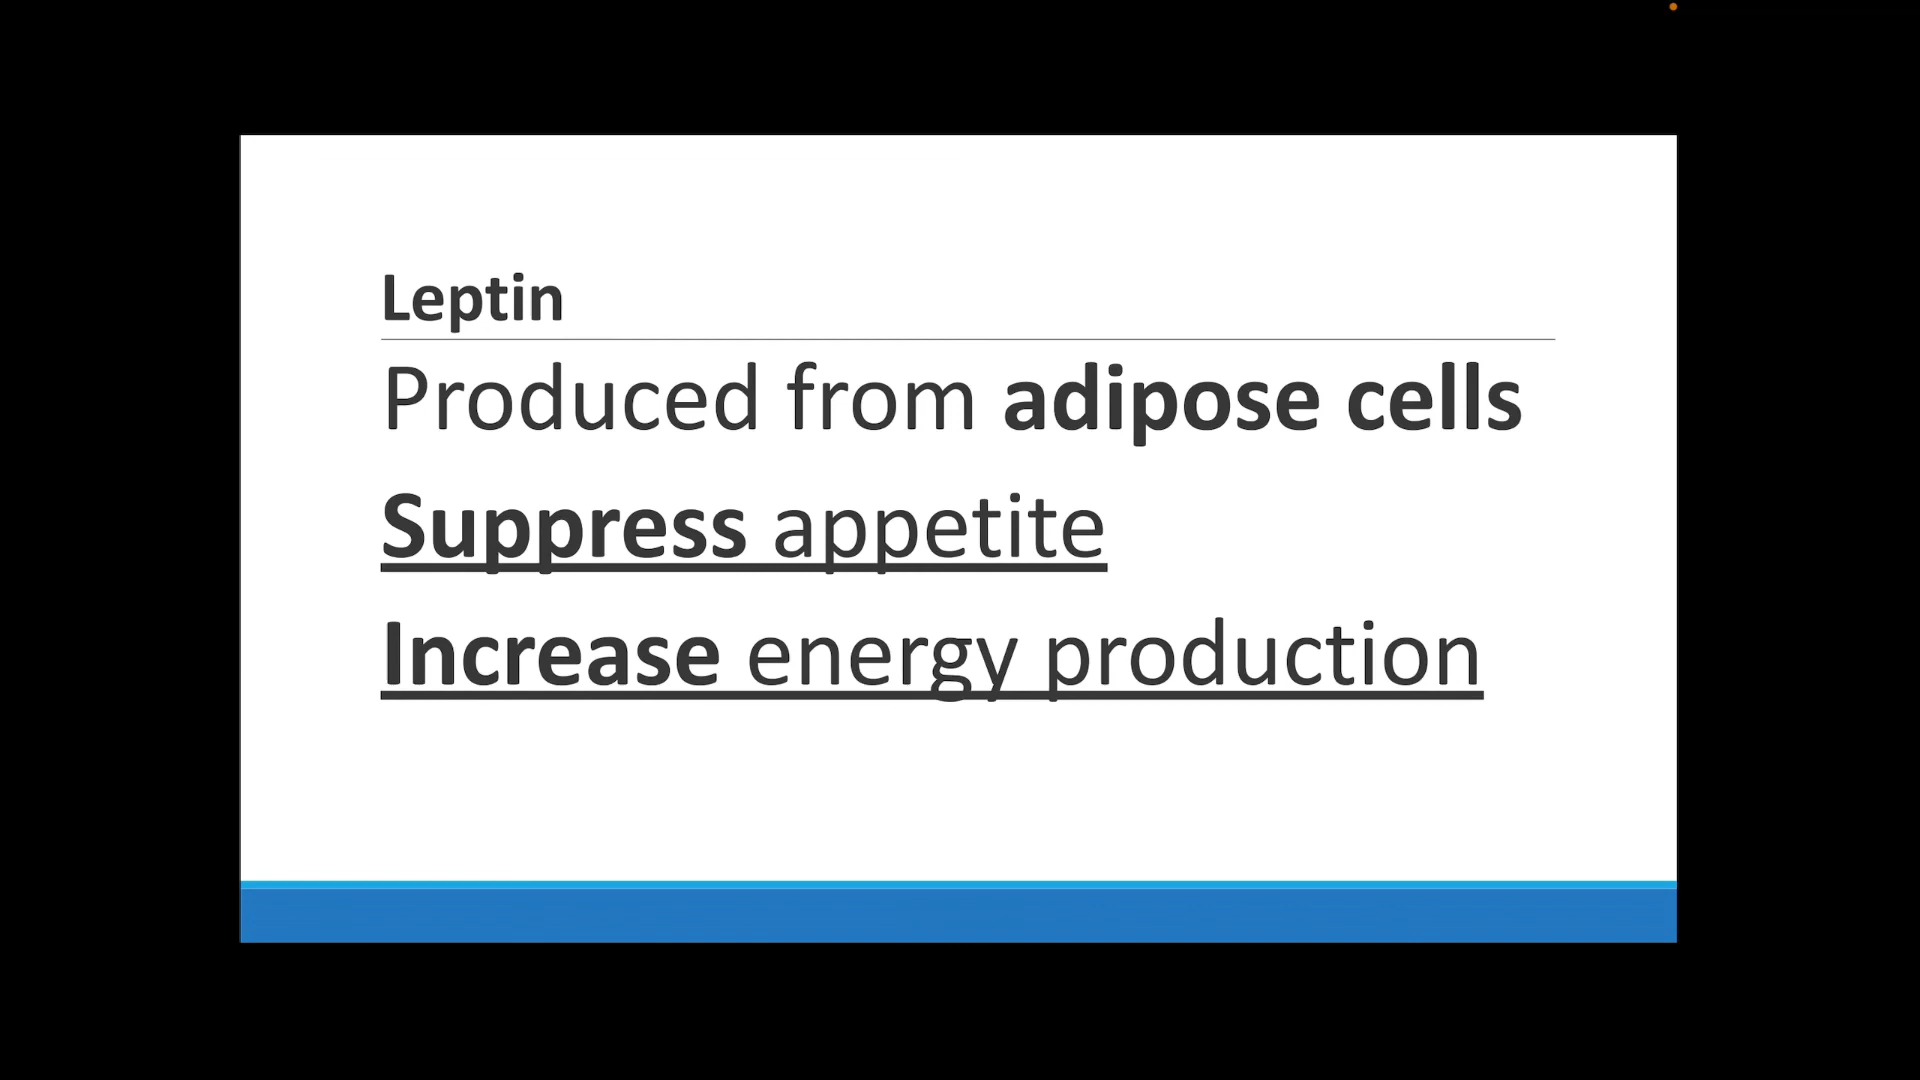 Leptin
Produced from adipose cells
Suppress appetite
Increase energy production